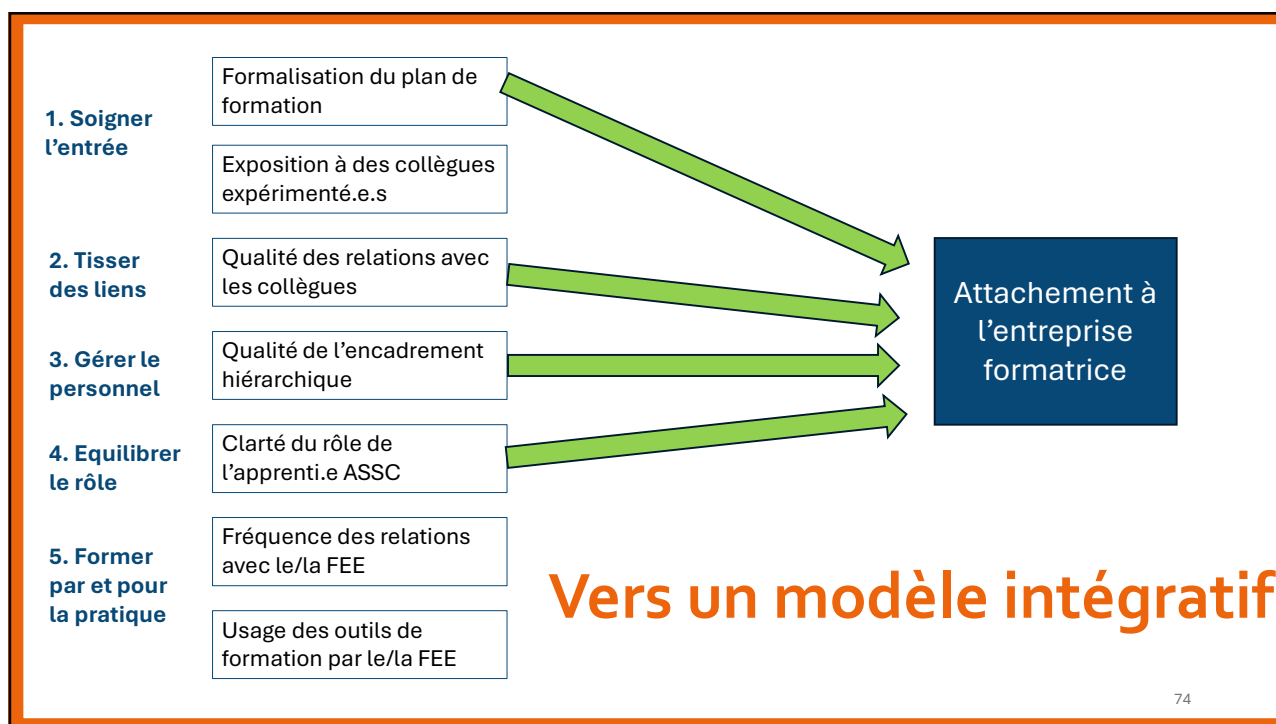 1. Soigner
l'entrée
Formalisation du plan de
formation
Exposition à des collègues
expérimenté.e.s
2. Tisser
des liens
Qualité des relations avec
les collègues
3. Gérer le
personnel
Qualité de l'encadrement
hiérarchique
4. Equilibrer
le rôle
Clarté du rôle de
l'apprenti.e ASSC
5. Former
par et pour
la pratique
Fréquence des relations
avec le/la FEE
Usage des outils de
formation par le/la FEE
Attachement à
l'entreprise
formatrice
Vers un modèle intégratif
74